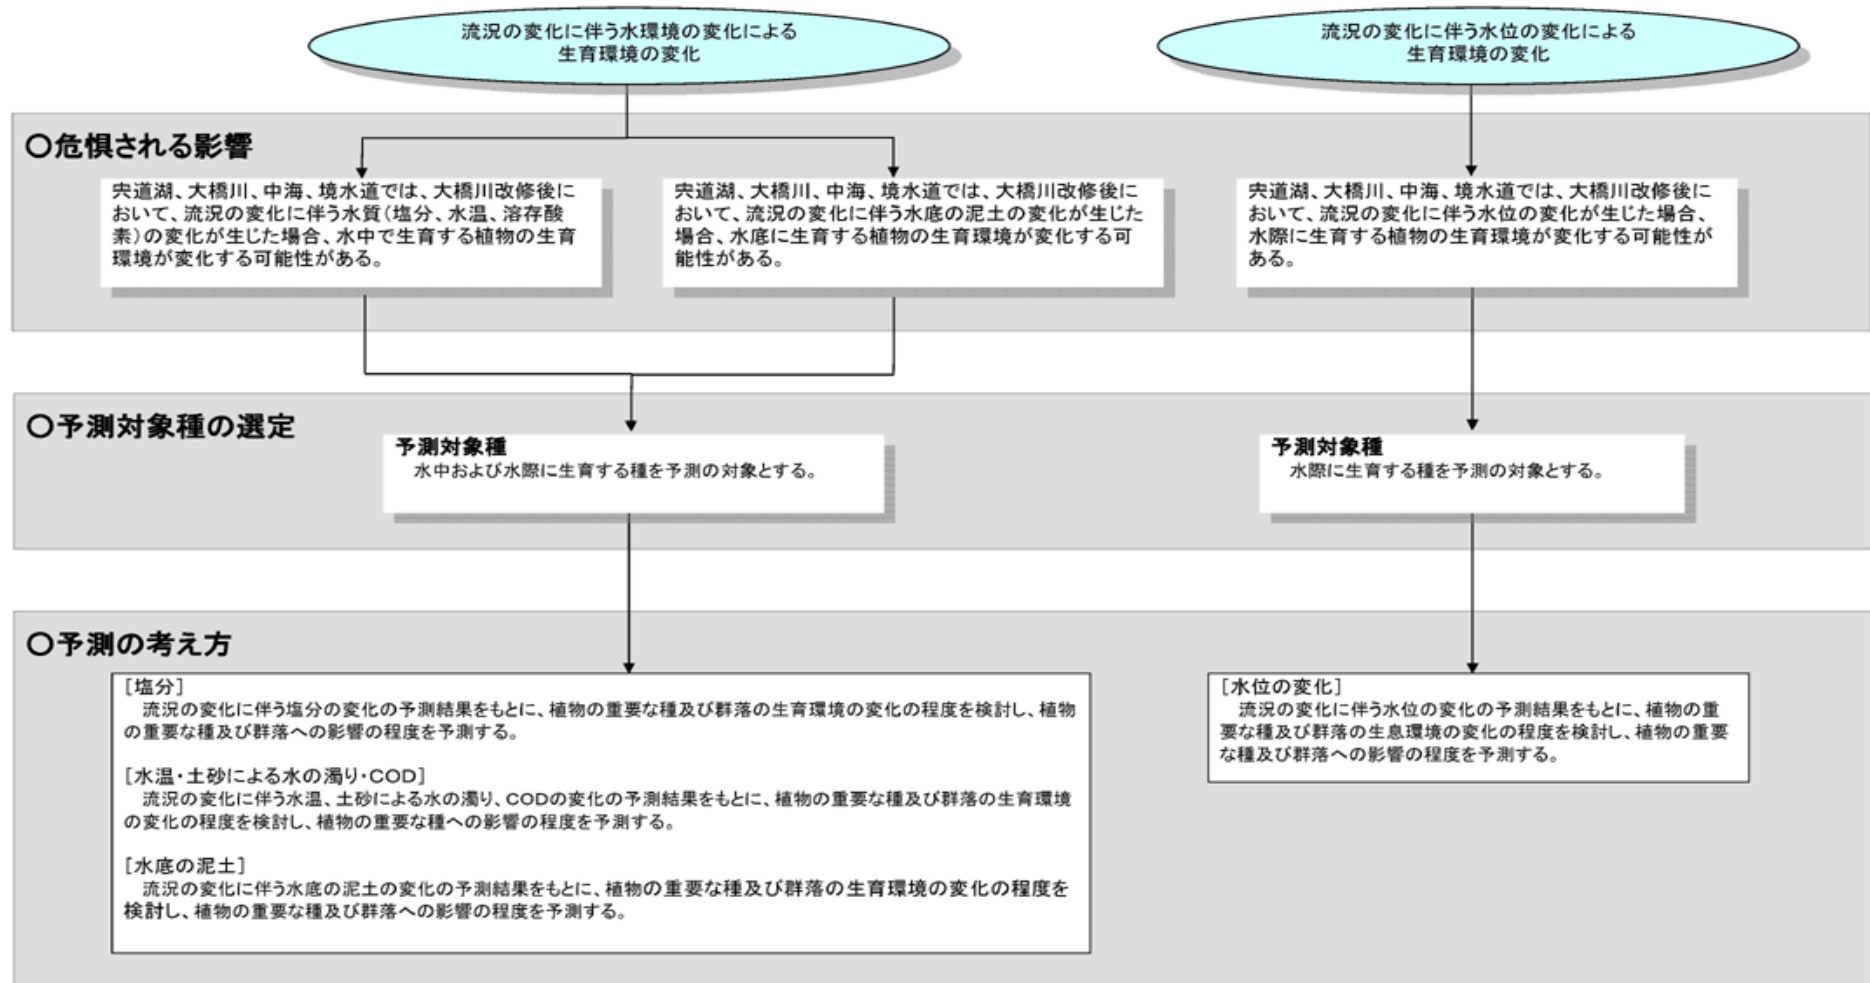 流況の変化に伴う水環境の変化による
生育環境の変化
流況の変化に伴う水位の変化による
生育環境の変化
〇危惧される影響
宍道湖、大橋川、中海、境水道では、大橋川改修後に
おいて、流況の変化に伴う水質(塩分、水温、溶存酸
素)の変化が生じた場合、水中で生育する植物の生育
環境が変化する可能性がある。
宍道湖、大橋川、中海、境水道では、大橋川改修後に
おいて、流況の変化に伴う水底の泥土の変化が生じた
場合、水底に生育する植物の生育環境が変化する可
能性がある。
宍道湖、大橋川、中海、境水道では、大橋川改修後に
おいて、流況の変化に伴う水位の変化が生じた場合、
水際に生育する植物の生育環境が変化する可能性が
ある。
〇予測対象種の選定
予測対象種
水中および水際に生育する種を予測の対象とする。
予測対象種
水際に生育する種を予測の対象とする。
〇予測の考え方
[塩分]
流況の変化に伴う塩分の変化の予測結果をもとに、植物の重要な種及び群落の生育環境の変化の程度を検討し、植物
の重要な種及び群落への影響の程度を予測する。
[水温・土砂による水の濁り・COD]
流況の変化に伴う水温、土砂による水の濁り、CODの変化の予測結果をもとに、植物の重要な種及び群落の生育環境
の変化の程度を検討し、植物の重要な種への影響の程度を予測する。
[水底の泥土]
流況の変化に伴う水底の泥土の変化の予測結果をもとに、植物の重要な種及び群落の生育環境の変化の程度を
検討し、植物の重要な種及び群落への影響の程度を予測する。
[水位の変化]
流況の変化に伴う水位の変化の予測結果をもとに、植物の重
要な種及び群落の生息環境の変化の程度を検討し、植物の重要
な種及び群落への影響の程度を予測する。